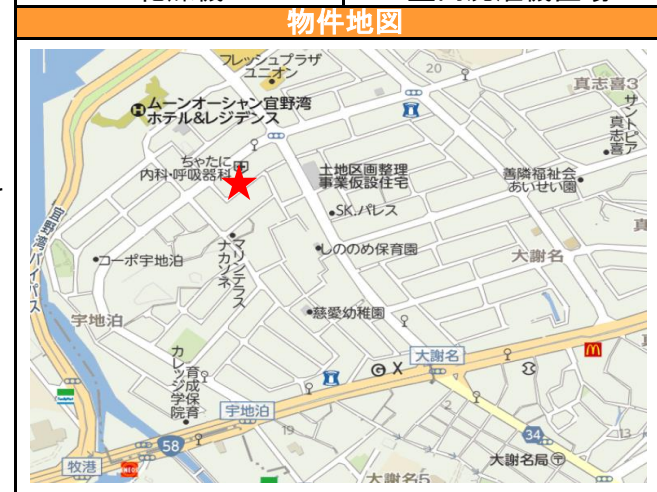 物件地図
フレッシュプラザ
ユニオン
20
真志喜3
ムーンオーシャン宜野湾
ホテル&レジデンス
サントピア
真志喜
ちゃたに
内科・呼吸器科
土地区画整理
事業仮設住宅
善隣福祉会
あいせい園
SK.パレス
真
マリンテラス
ナカソネ
しののめ保育園
大謝名
コーポ宇地泊
宜野湾バイパス
宇地泊
慈愛幼稚園
大謝名
カレッジ学院
育成保育
X
宇地泊
2
19
58
34
13
牧港
大謝名局
大謝名5